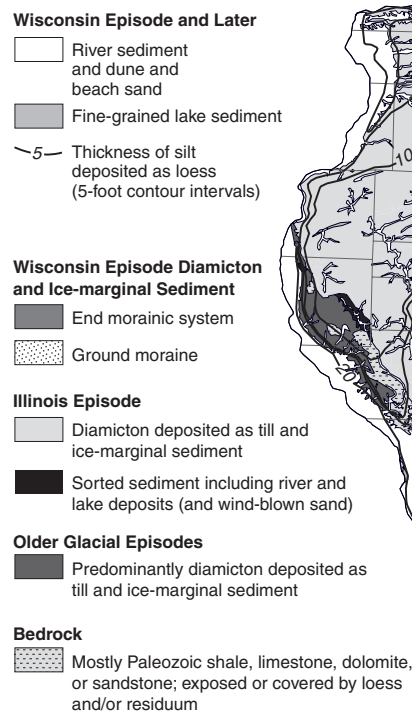 Wisconsin Episode and Later
River sediment
and dune and
beach sand
Fine-grained lake sediment
5
Thickness of silt
deposited as loess
(5-foot contour intervals)
Wisconsin Episode Diamicton
and Ice-marginal Sediment
End morainic system
Ground moraine
Illinois Episode
Diamicton deposited as till and
ice-marginal sediment
Sorted sediment including river and
lake deposits (and wind-blown sand)
Older Glacial Episodes
Predominantly diamicton deposited as
till and ice-marginal sediment
Bedrock
Mostly Paleozoic shale, limestone, dolomite,
or sandstone; exposed or covered by loess
and/or residuum
10
20